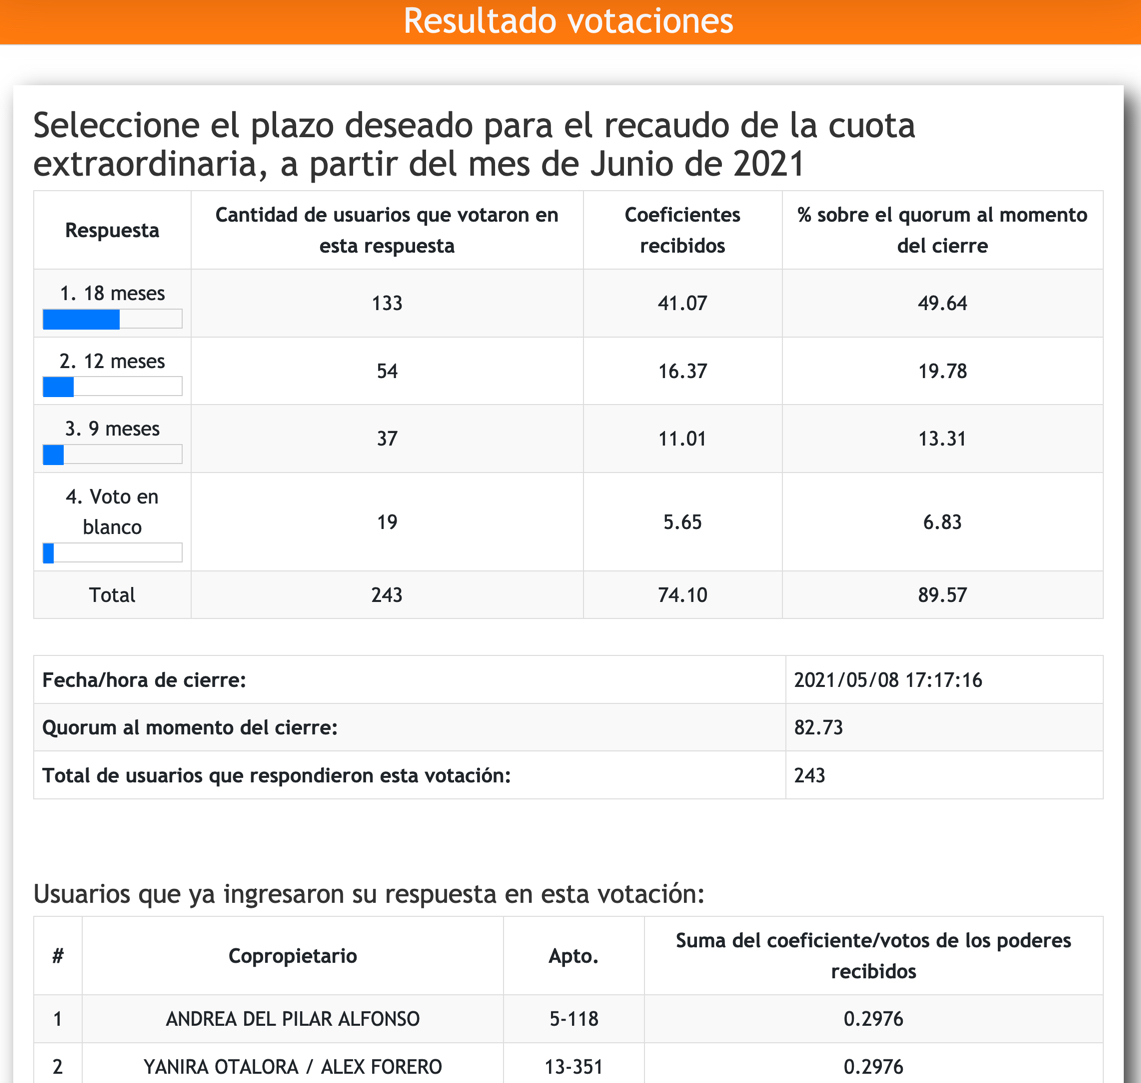 Resultado votaciones
Seleccione el plazo deseado para el recaudo de la cuota
extraordinaria, a partir del mes de Junio de 2021
Respuesta
Cantidad de usuarios que votaron en
esta respuesta
Coeficientes
recibidos
% sobre el quorum al momento
del cierre
1. 18 meses
133
41.07
49.64
2. 12 meses
54
16.37
19.78
3. 9 meses
37
11.01
13.31
4. Voto en
blanco
19
5.65
6.83
Total
243
74.10
89.57
Fecha/hora de cierre:
2021/05/08 17:17:16
Quorum al momento del cierre:
82.73
Total de usuarios que respondieron esta votación:
243
Usuarios que ya ingresaron su respuesta en esta votación:
#
Copropietario
Apto.
Suma del coeficiente/votos de los poderes
recibidos
1
ANDREA DEL PILAR ALFONSO
5-118
0.2976
2
YANIRA OTALORA / ALEX FORERO
13-351
0.2976